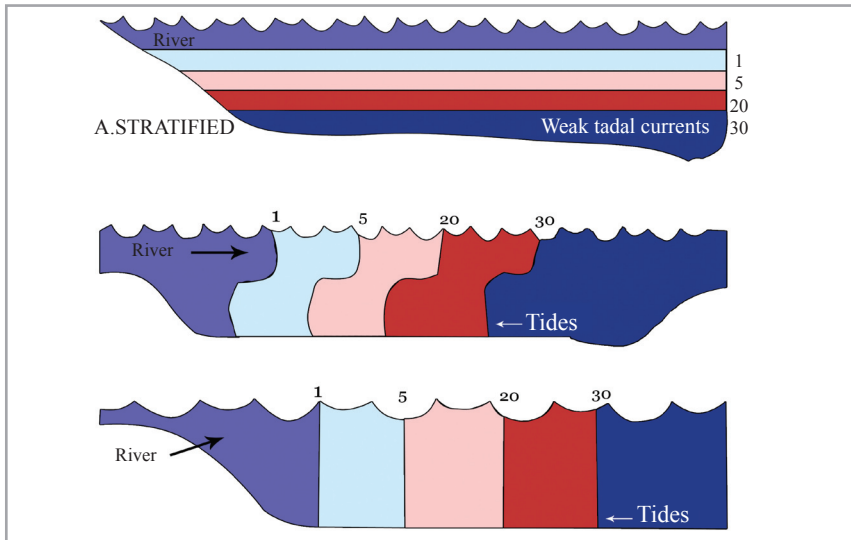 River
1
5
20
A.STRATIFIED Weak tadal currents 30
1 5 20 30
River
← Tides
1 5 20 30
River
← Tides